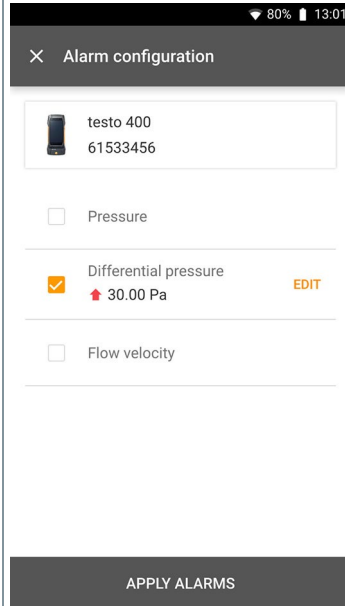 80% 13:01
Alarm configuration
testo 400
61533456
Pressure
Differential pressure
30.00 Pa
EDIT
Flow velocity
APPLY ALARMS